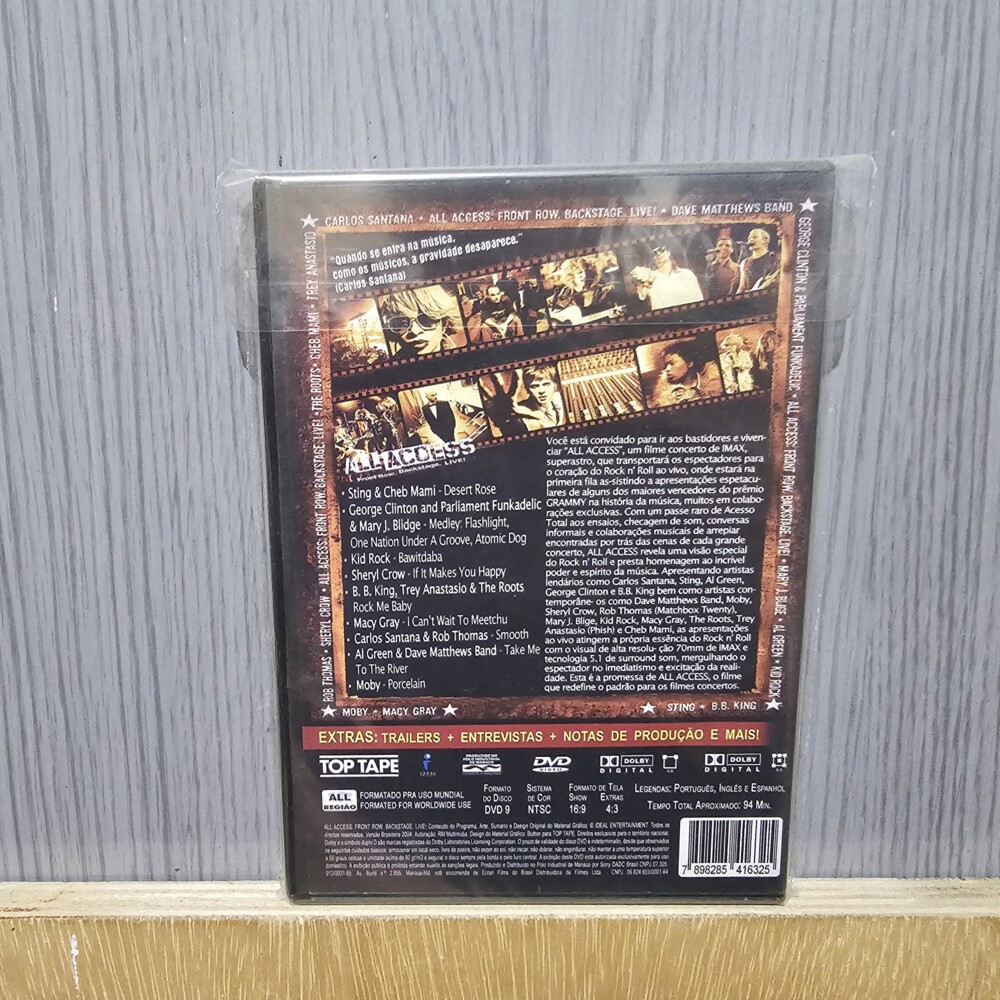 CARLOS SANTANA • ALL ACCESS: FRONT ROW. BACKSTAGE. LIVE! • DAVE MATTHEWS BAND
GEORGE CLINTON & PARLIAMENT FUNKADELIC • ALL ACCESS: FRONT ROW. BACKSTAGE. LIVE! • MARY J. BLIGE • AL GREEN • KID ROCK
ROB THOMAS • SHERYL CROW • ALL ACCESS: FRONT ROW. BACKSTAGE. LIVE! • THE ROOTS • CHEB MAMI • TREY ANASTASIO
"Quando se entra na música,
como os músicos, a gravidade desaparece."
(Carlos Santana)
ALL ACCESS
Front Row. Backstage. LIVE!
• Sting & Cheb Mami - Desert Rose
• George Clinton and Parliament Funkadelic
& Mary J. Blidge - Medley: Flashlight,
One Nation Under A Groove, Atomic Dog
• Kid Rock - Bawitdaba
• Sheryl Crow - If It Makes You Happy
• B. B. King, Trey Anastasio & The Roots
Rock Me Baby
• Macy Gray - I Can't Wait To Meetchu
• Carlos Santana & Rob Thomas - Smooth
• Al Green & Dave Matthews Band - Take Me
To The River
• Moby - Porcelain
Você está convidado para ir aos bastidores e viven-
ciar "ALL ACCESS", um filme concerto de IMAX,
superastro, que transportará os espectadores para
o coração do Rock n' Roll ao vivo, onde estará na
primeira fila as-sistindo a apresentações espetacu-
lares de alguns dos maiores vencedores do prêmio
GRAMMY na história da música, muitos em colabo-
rações exclusivas. Com um passe raro de Acesso
Total aos ensaios, checagem de som, conversas
informais e colaborações musicais de arrepiar
encontradas por trás das cenas de cada grande
concerto, ALL ACCESS revela uma visão especial
do Rock n' Roll e presta homenagem ao incrível
poder e espírito da música. Apresentando artistas
lendários como Carlos Santana, Sting, Al Green,
George Clinton e B.B. King bem como artistas con-
temporâne- os como Dave Matthews Band, Moby,
Sheryl Crow, Rob Thomas (Matchbox Twenty),
Mary J. Blige, Kid Rock, Macy Gray, The Roots, Trey
Anastasio (Phish) e Cheb Mami, as apresentações
ao vivo atingem a própria essência do Rock n' Roll
com o visual de alta resolu- ção 70mm de IMAX e
tecnologia 5.1 de surround som, mergulhando o
espectador no imediatismo e excitação da reali-
dade. Esta é a promessa de ALL ACCESS, o filme
que redefine o padrão para os filmes concertos.
MOBY • MACY GRAY
STING • B.B. KING
EXTRAS: TRAILERS + ENTREVISTAS + NOTAS DE PRODUÇÃO E MAIS!
TOP TAPE
PRODUZIDO NO
POLO INDUSTRIAL
DE MANAUS
DVD
VIDEO
DOLBY
DIGITAL
DOLBY
DIGITAL
ALL
REGIÃO
FORMATADO PRA USO MUNDIAL
FORMATED FOR WORLDWIDE USE
FORMATO
DO DISCO
DVD 9
SISTEMA
DE COR
NTSC
FORMATO DE TELA
SHOW EXTRAS
16:9 4:3
LEGENDAS: PORTUGUÊS, INGLÊS E ESPANHOL
TEMPO TOTAL APROXIMADO: 94 MIN.
7 898285 416325